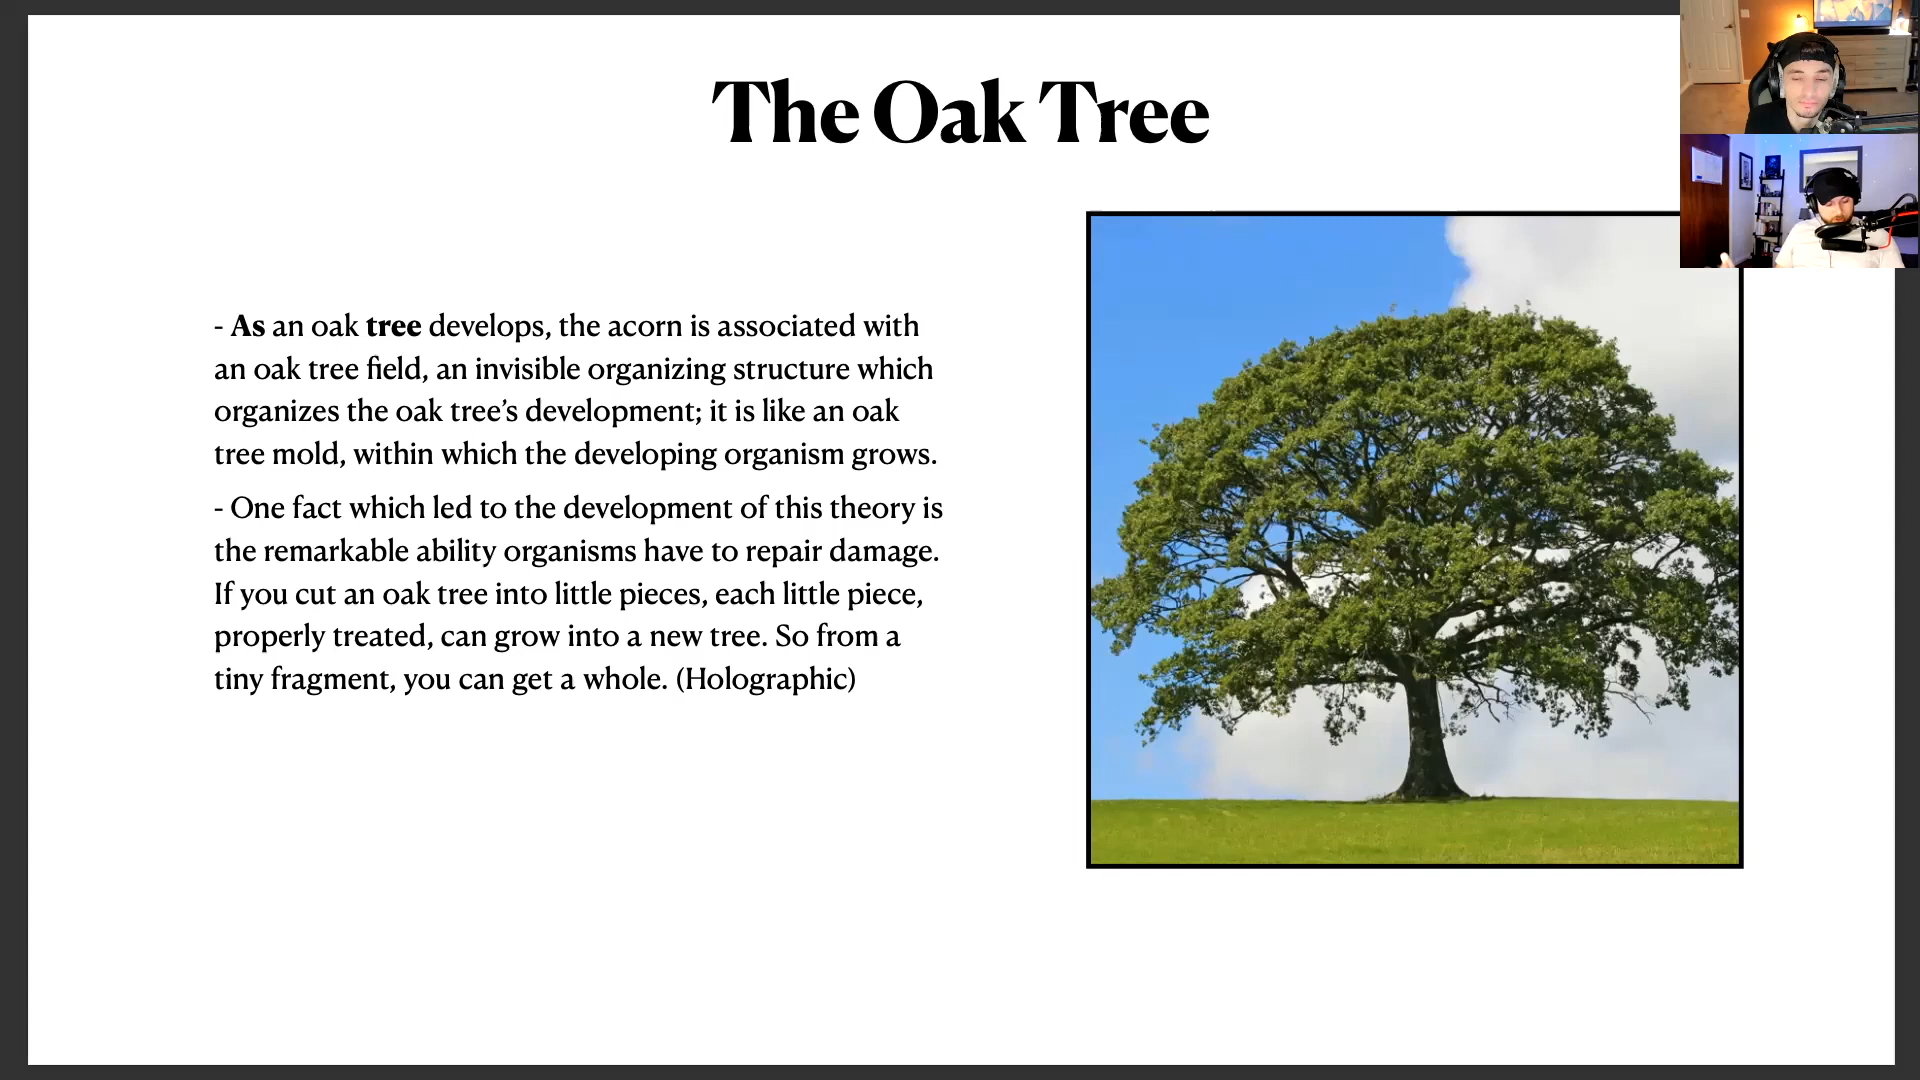 The Oak Tree
- As an oak tree develops, the acorn is associated with
an oak tree field, an invisible organizing structure which
organizes the oak tree’s development; it is like an oak
tree mold, within which the developing organism grows.
- One fact which led to the development of this theory is
the remarkable ability organisms have to repair damage.
If you cut an oak tree into little pieces, each little piece,
properly treated, can grow into a new tree. So from a
tiny fragment, you can get a whole. (Holographic)